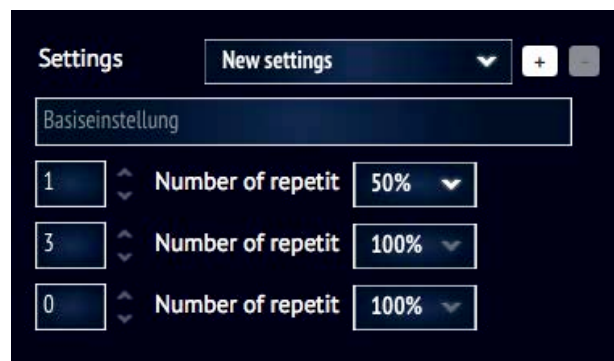 Settings New settings + -
Basiseinstellung
1 Number of repetit 50%
3 Number of repetit 100%
0 Number of repetit 100%